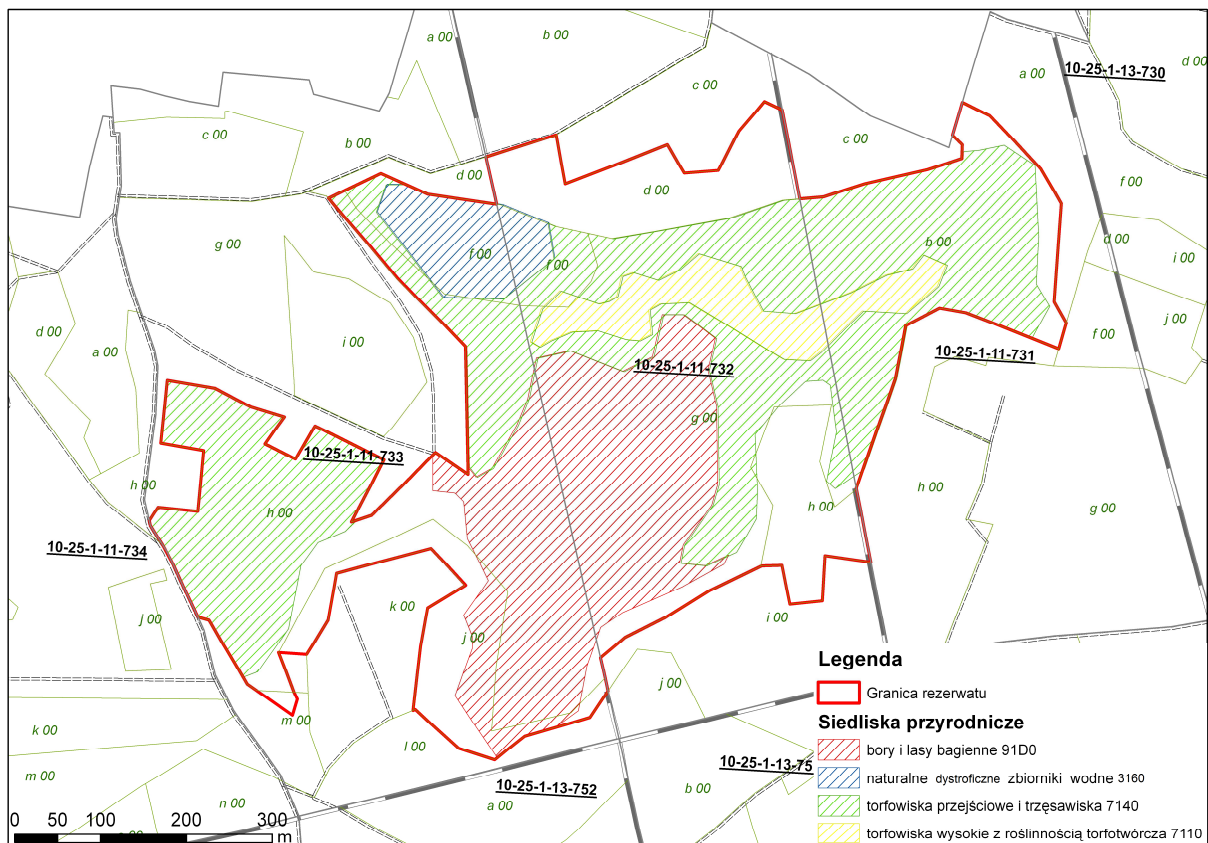 a 00
b 00
10-25-1-13-730
d 00
a 00
c 00
c 00
b 00
c 00
d 00
d 00
f 00
g 00
f 00
f 00
b 00
d 00
i 00
d 00
a 00
i 00
j 00
f 00
10-25-1-11-732
10-25-1-11-731
g 00
10-25-1-11-733
h 00
h 00
h 00
h 00
g 00
10-25-1-11-734
k 00
j 00
j 00
i 00
j 00
m 00
k 00
l 00
m 00
n 00
10-25-1-13-752
a 00
10-25-1-13-75
b 00
Legenda
Granica rezerwatu
Siedliska przyrodnicze
bory i lasy bagienne 91D0
naturalne dystroficzne zbiorniki wodne 3160
torfowiska przejściowe i trzęsawiska 7140
torfowiska wysokie z roślinnością torfotwórcza 7110
0 50 100 200 300
m